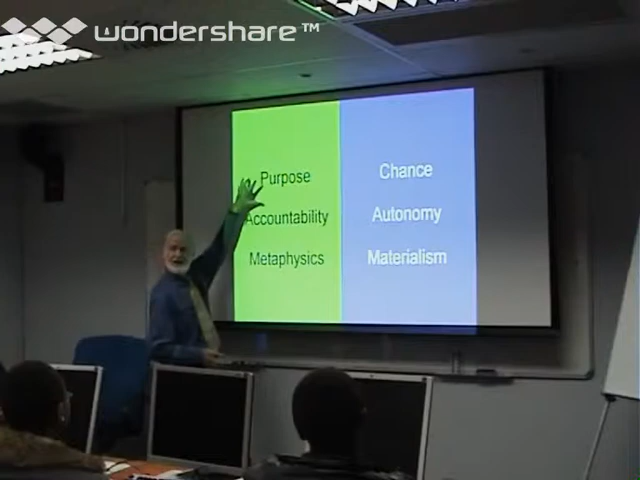 wondershare™
Purpose
Accountability
Metaphysics
Chance
Autonomy
Materialism